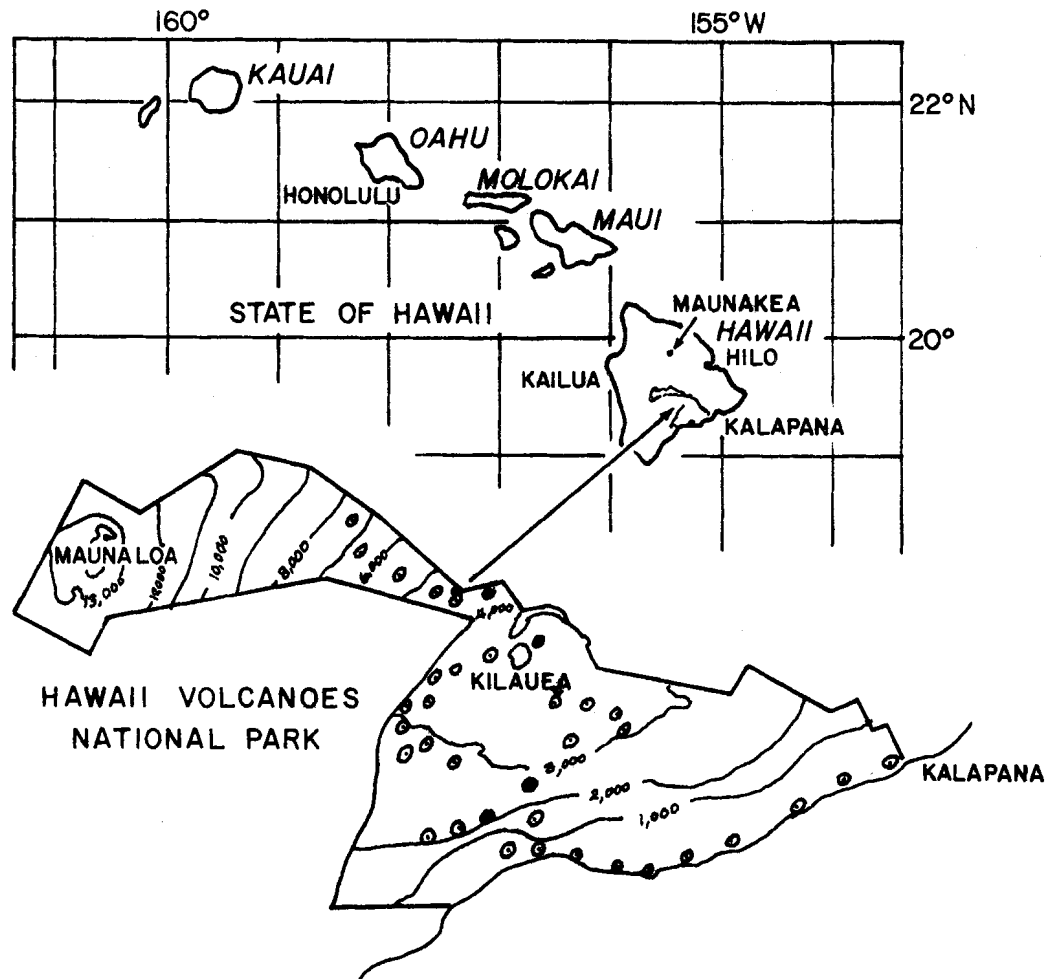 160° 155°W
KAUAI
22°N
OAHU
HONOLULU
MOLOKAI
MAUI
STATE OF HAWAII
MAUNAKEA
HAWAII
20°
HILO
KAILUA
KALAPANA
MAUNA LOA
13,000
10,000
8,000
6,000
4,000
KILAUEA
HAWAII VOLCANOES
NATIONAL PARK
3,000
2,000
1,000
KALAPANA